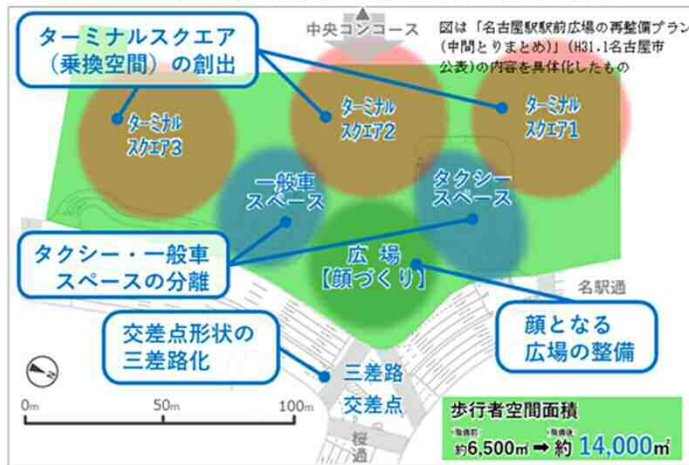 ターミナルスクエア
（乗換空間）の創出
中央コンコース
図は「名古屋駅駅前広場の再整備プラン
(中間とりまとめ)」(H31.1名古屋市
公表)の内容を具体化したもの
ターミナル
スクエア3
ターミナル
スクエア2
ターミナル
スクエア1
一般車
スペース
タクシー
スペース
タクシー・一般車
スペースの分離
広場
【顔づくり】
名駅通
交差点形状の
三差路化
顔となる
広場の整備
三差路
交差点
0m
50m
100m
桜通
歩行者空間面積
整備前
約6,500㎡➡
整備後
約14,000㎡